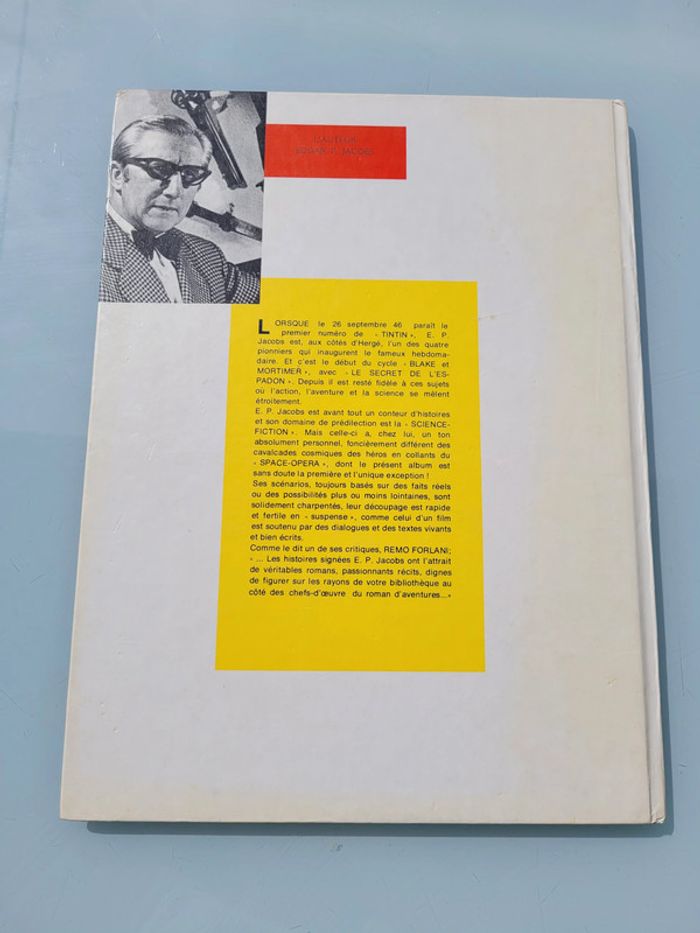 L'AUTEUR
EDGAR P. JACOBS
LORSQUE le 26 septembre 46 paraît le
premier numéro de « TINTIN », E. P.
Jacobs est, aux côtés d'Hergé, l'un des quatre
pionniers qui inaugurent le fameux hebdoma-
daire. Et c'est le début du cycle « BLAKE et
MORTIMER », avec « LE SECRET DE L'ES-
PADON ». Depuis il est resté fidèle à ces sujets
où l'action, l'aventure et la science se mêlent
étroitement.
E. P. Jacobs est avant tout un conteur d'histoires
et son domaine de prédilection est la « SCIENCE-
FICTION ». Mais celle-ci a, chez lui, un ton
absolument personnel, foncièrement différent des
cavalcades cosmiques des héros en collants du
« SPACE-OPERA », dont le présent album est
sans doute la première et l'unique exception !
Ses scénarios, toujours basés sur des faits réels
ou des possibilités plus ou moins lointaines, sont
solidement charpentés, leur découpage est rapide
et fertile en « suspense », comme celui d'un film
est soutenu par des dialogues et des textes vivants
et bien écrits.
Comme le dit un de ses critiques, REMO FORLANI;
« ... Les histoires signées E. P. Jacobs ont l'attrait
de véritables romans, passionnants récits, dignes
de figurer sur les rayons de votre bibliothèque au
côté des chefs-d'œuvre du roman d'aventures...»